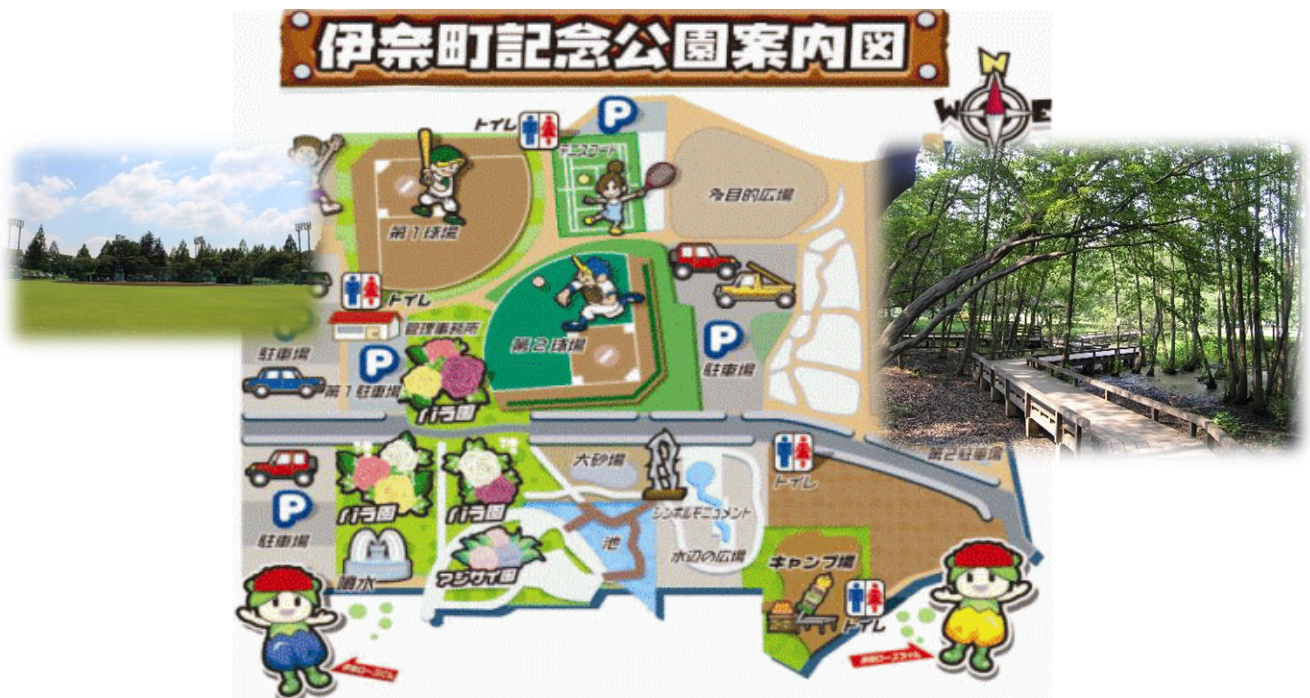 伊奈町記念公園案内図
N
W E
トイレ
P
テニスコート
多目的広場
第1球場
トイレ
管理事務所
第2球場
P
駐車場
駐車場
P
第1駐車場
バラ園
第2駐車場
大砂場
トイレ
P
駐車場
バラ園
バラ園
シンボルモニュメント
池
水辺の広場
噴水
アジサイ園
キャンプ場
トイレ